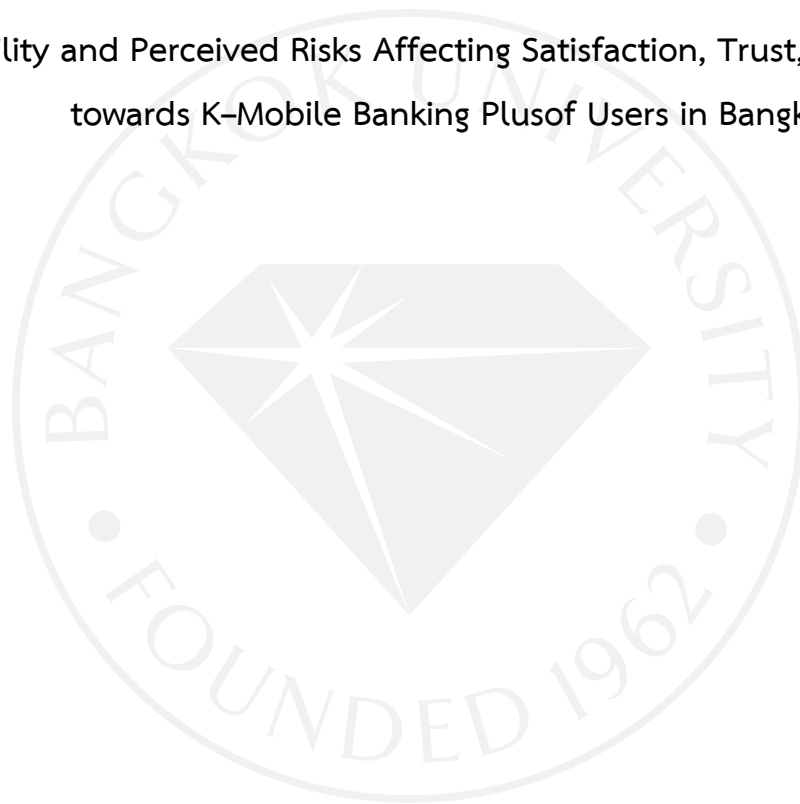 lity and Perceived Risks Affecting Satisfaction, Trust,
towards K–Mobile Banking Plusof Users in Bangk
BANGKOK UNIVERSITY
• FOUNDED 1962 •